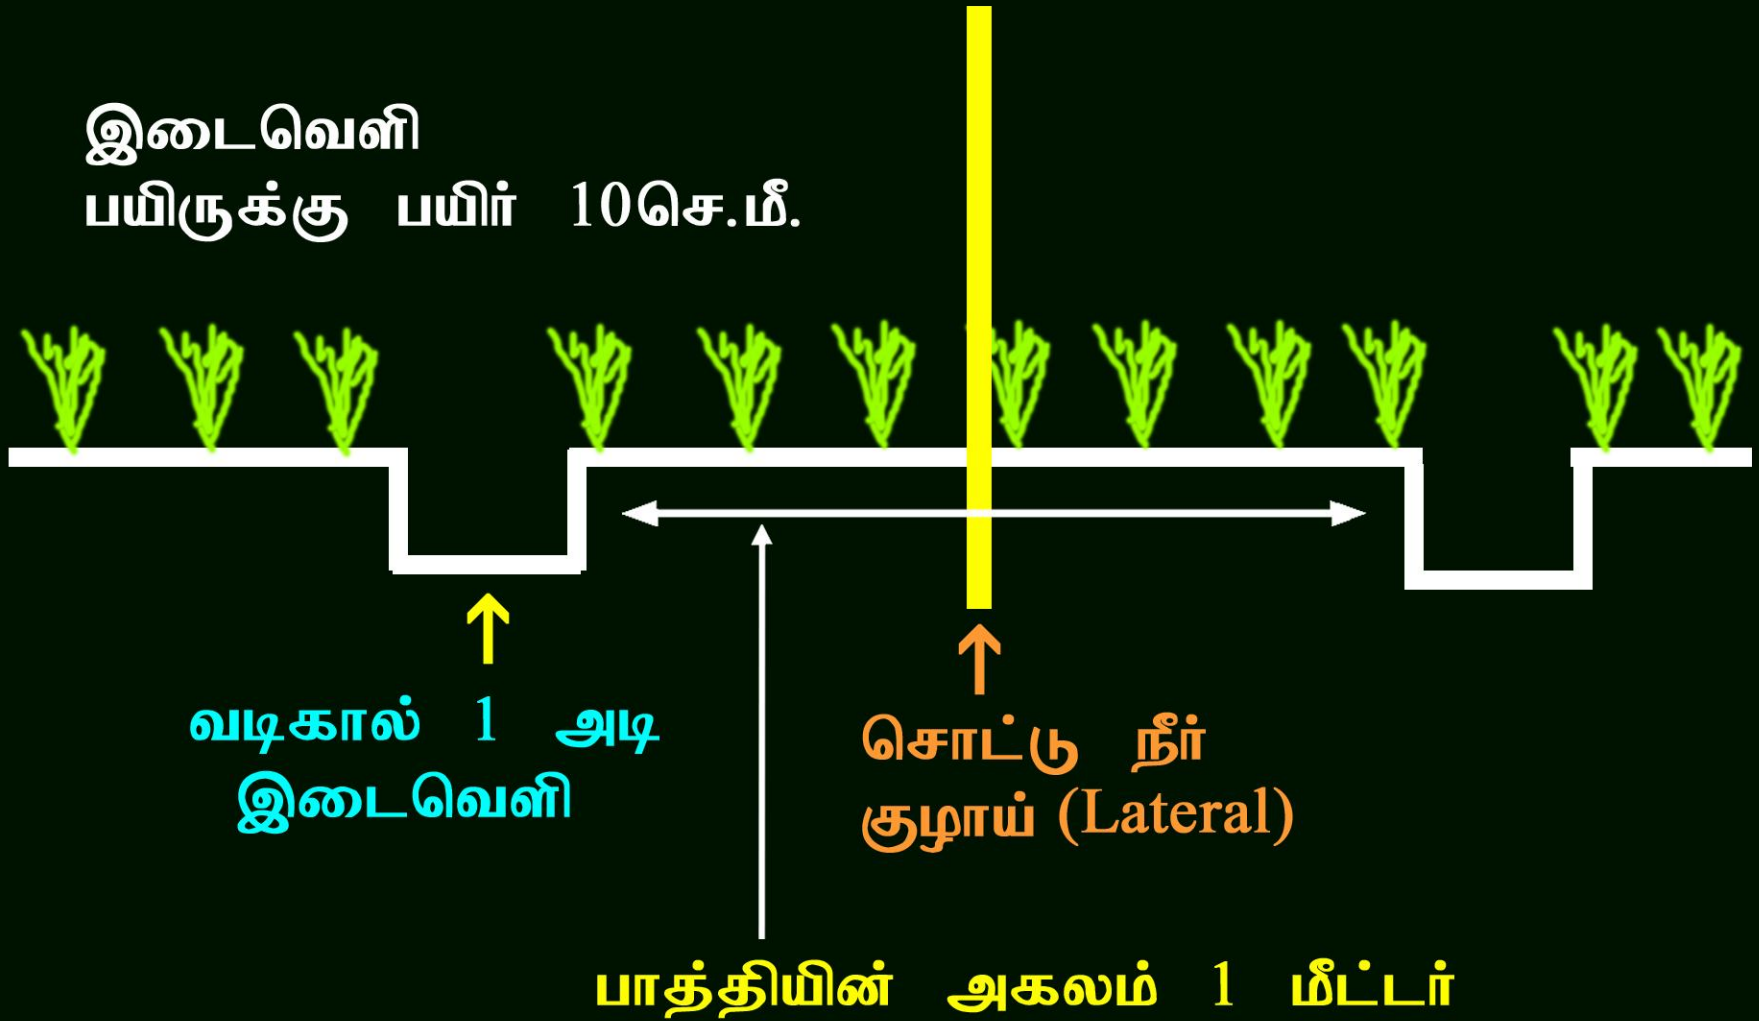 இடைவெளி
பயிருக்கு பயிர் 10செ.மீ.
வடிகால் 1 அடி
இடைவெளி
சொட்டு நீர்
குழாய் (Lateral)
பாத்தியின் அகலம் 1 மீட்டர்